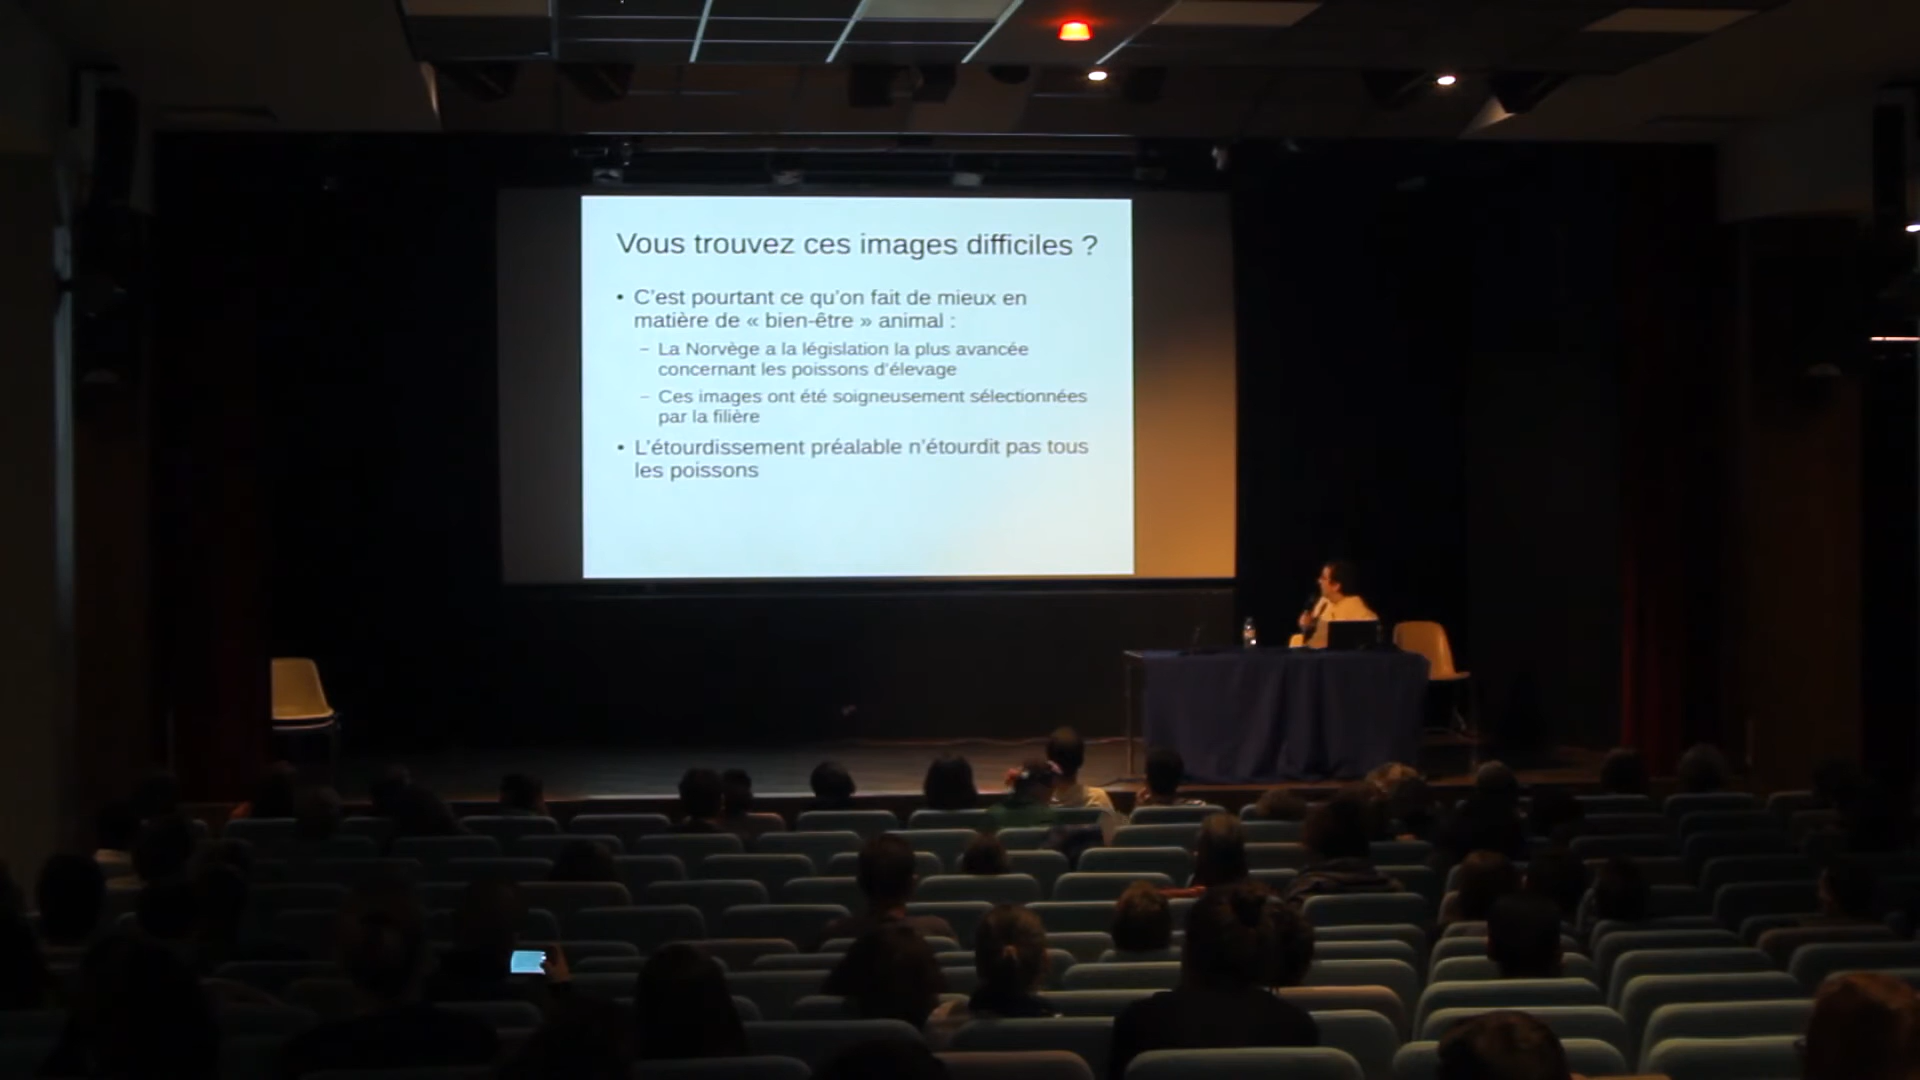 Vous trouvez ces images difficiles ?
• C'est pourtant ce qu'on fait de mieux en
matière de « bien-être » animal :
– La Norvège a la législation la plus avancée
concernant les poissons d'élevage
– Ces images ont été soigneusement sélectionnées
par la filière
• L'étourdissement préalable n'étourdit pas tous
les poissons